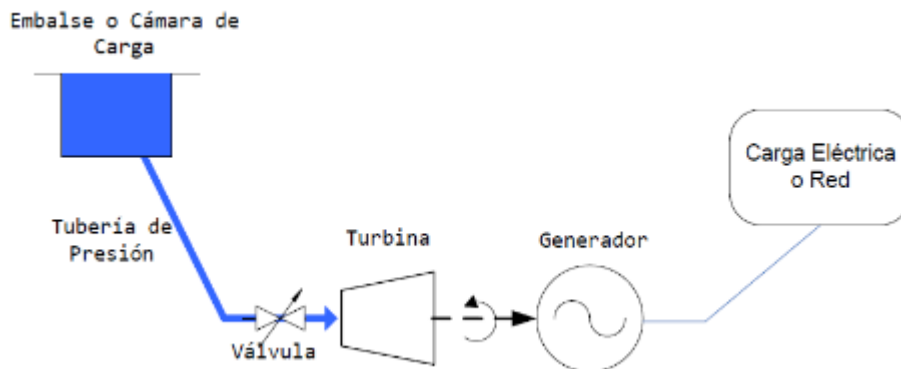 Embalse o Cámara de
Carga
Tubería de
Presión
Válvula
Turbina
Generador
Carga Eléctrica
o Red